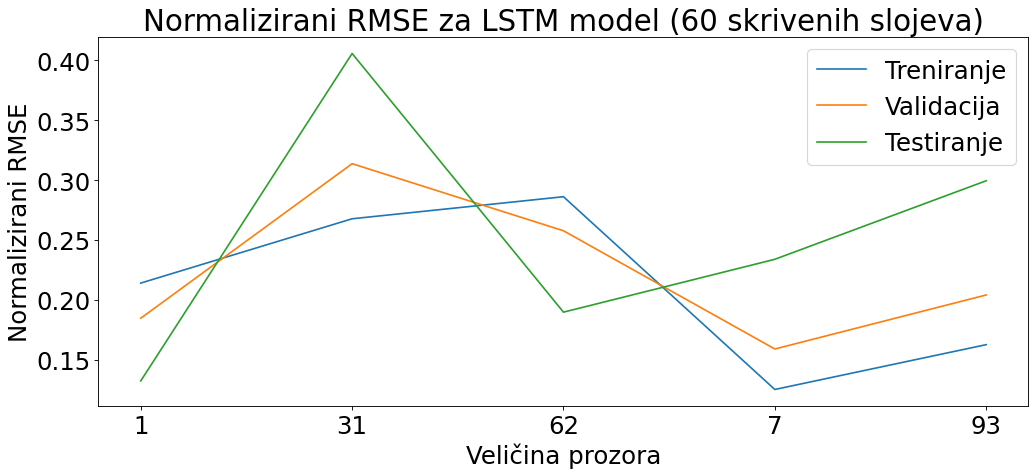 Normalizirani RMSE za LSTM model (60 skrivenih slojeva)
Normalizirani RMSE
0.40
0.35
0.30
0.25
0.20
0.15
Treniranje
Validacija
Testiranje
1 31 62 7 93
Veličina prozora